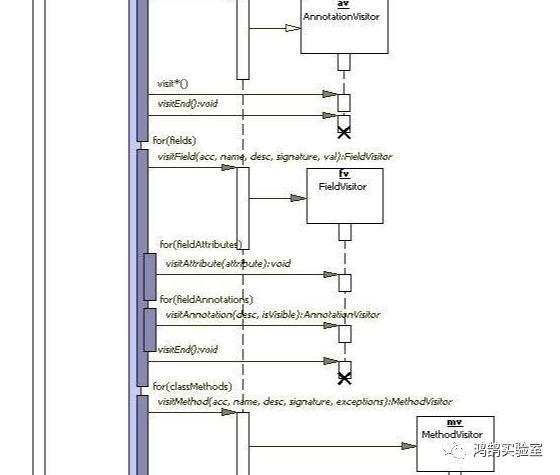 av
AnnotationVisitor
visit*()
visitEnd():void
for(fields)
visitField(acc, name, desc, signature, val):FieldVisitor
fv
FieldVisitor
for(fieldAttributes)
visitAttribute(attribute):void
for(fieldAnnotations)
visitAnnotation(desc, isVisible):AnnotationVisitor
visitEnd():void
for(classMethods)
visitMethod(acc, name, desc, signature, exceptions):MethodVisitor
mv
MethodVisitor
鸿鹄实验室